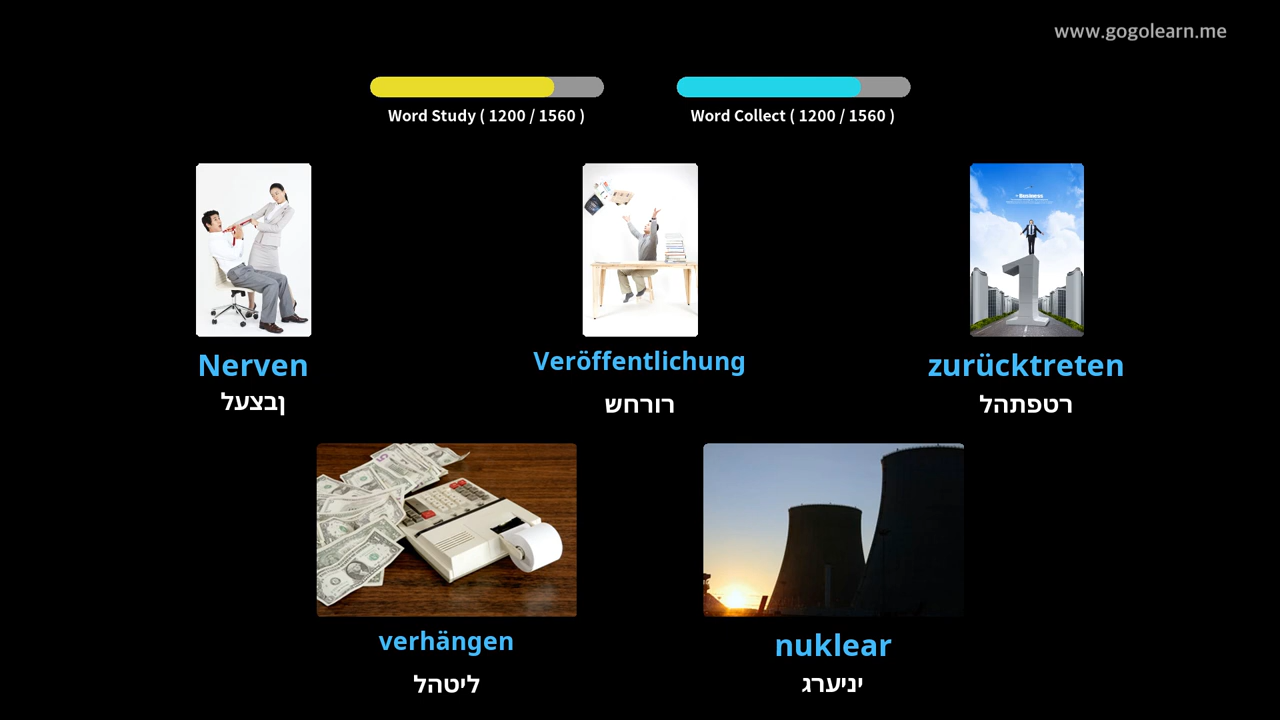 www.gogolearn.me
Word Study ( 1200 / 1560 )
Word Collect ( 1200 / 1560 )
Nerven
ןבצעל
Veröffentlichung
רורחש
zurücktreten
רטפתהל
verhängen
ליטהל
nuklear
יניערג